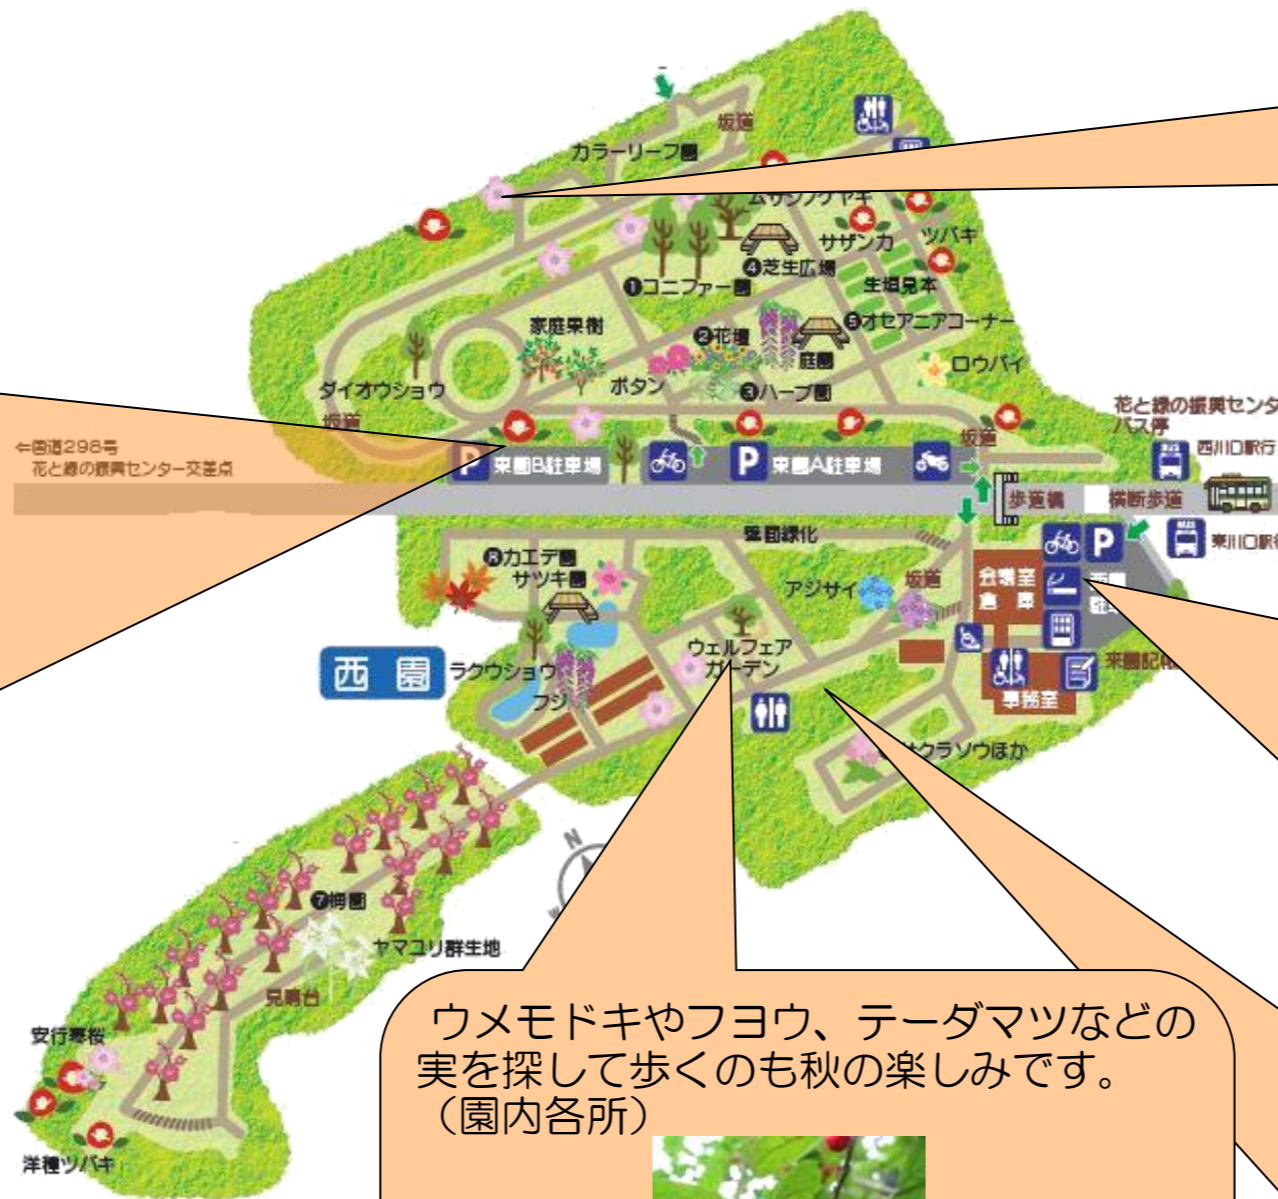 坂道
カラーリーフ園
ムサシノケヤキ
サザンカ
ツバキ
❹芝生広場
❶コニファー園
生垣見本
家庭果樹
❷花壇
❺オセアニアコーナー
庭園
ロウバイ
ダイオウショウ
ボタン
❸ハーブ園
坂道
花と緑の振興センタ
バス停
坂道
西川口駅行
←国道298号
花と緑の振興センター交差点
P 東園B駐車場
P 東園A駐車場
歩道橋
横断歩道
東川口駅行
壁面緑化
P
❽カエデ園
サツキ園
会議室
倉庫
アジサイ
坂道
西園
ラクウショウ
フジ
ウェルフェア
ガーデン
来園記帳
事務室
サクラソウほか
N
❼梅園
ヤマユリ群生地
見晴台
安行寒桜
洋種ツバキ
ウメモドキやフヨウ、テーダマツなどの
実を探して歩くのも秋の楽しみです。
（園内各所）